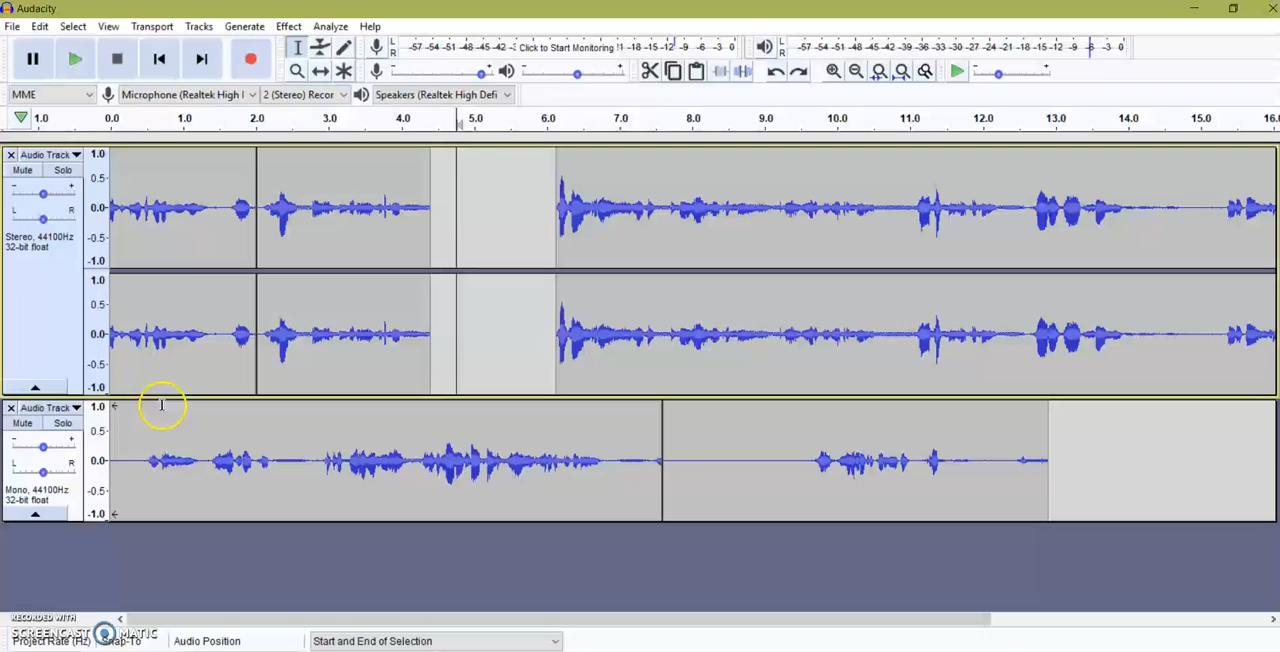 Audacity
File Edit Select View Transport Tracks Generate Effect Analyze Help
L R -57 -54 -51 -48 -45 -42 -3 Click to Start Monitoring !1 -18 -15 -12 -9 -6 -3 0
L R -57 -54 -51 -48 -45 -42 -39 -36 -33 -30 -27 -24 -21 -18 -15 -12 -9 -6 -3 0
MME Microphone (Realtek High I 2 (Stereo) Recor Speakers (Realtek High Defi
1.0 0.0 1.0 2.0 3.0 4.0 5.0 6.0 7.0 8.0 9.0 10.0 11.0 12.0 13.0 14.0 15.0 16.0
Audio Track 1.0
Mute Solo
- + 0.5
L R 0.0
Stereo, 44100Hz -0.5
32-bit float
-1.0
1.0
0.5
0.0
-0.5
-1.0
Audio Track 1.0
Mute Solo
- + 0.5
L R 0.0
Mono, 44100Hz -0.5
32-bit float
-1.0
RECORDED WITH
SCREENCAST MATIC
Project Rate (Hz) Snap-To Audio Position Start and End of Selection